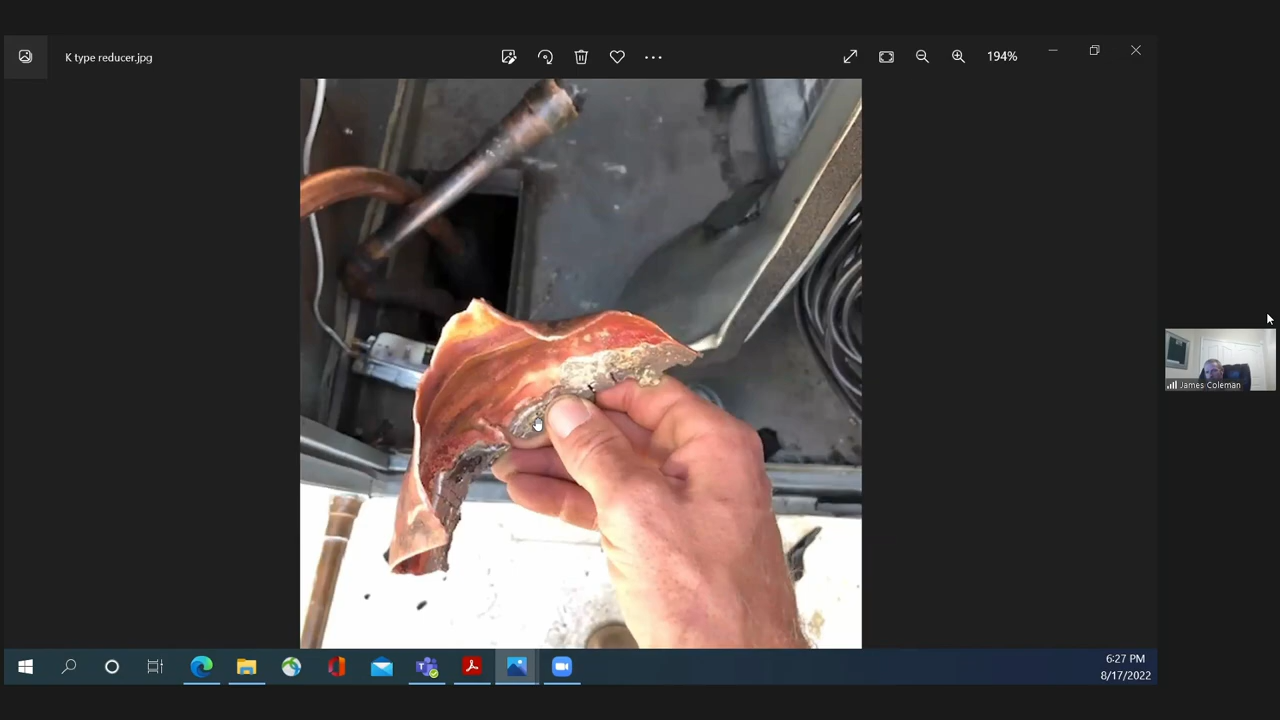 K type reducer.jpg
194%
James Coleman
6:27 PM
8/17/2022